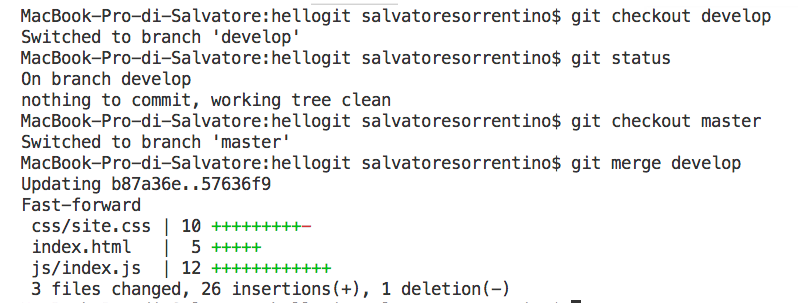 MacBook-Pro-di-Salvatore:hellogit salvatoresorrentino$ git checkout develop
Switched to branch 'develop'
MacBook-Pro-di-Salvatore:hellogit salvatoresorrentino$ git status
On branch develop
nothing to commit, working tree clean
MacBook-Pro-di-Salvatore:hellogit salvatoresorrentino$ git checkout master
Switched to branch 'master'
MacBook-Pro-di-Salvatore:hellogit salvatoresorrentino$ git merge develop
Updating b87a36e..57636f9
Fast-forward
 css/site.css | 10 +++++++++-
 index.html   |  5 +++++
 js/index.js  | 12 ++++++++++++
 3 files changed, 26 insertions(+), 1 deletion(-)